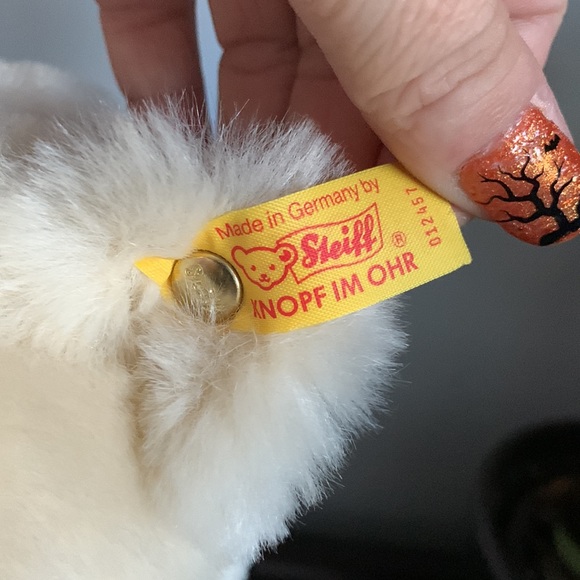 Made in Germany by
Steiff ®
KNOPF IM OHR
012457